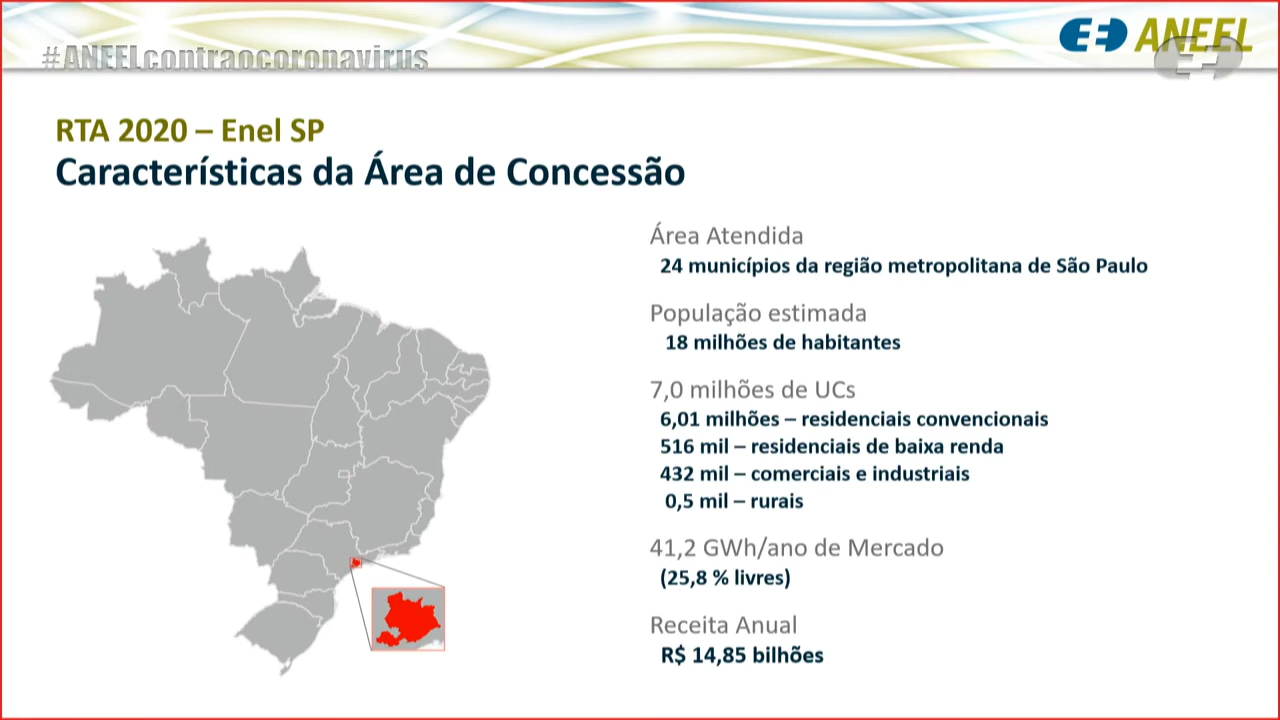 #ANEELcontraocoronavirus
ANEEL
RTA 2020 – Enel SP
Características da Área de Concessão
Área Atendida
24 municípios da região metropolitana de São Paulo
População estimada
18 milhões de habitantes
7,0 milhões de UCs
6,01 milhões – residenciais convencionais
516 mil – residenciais de baixa renda
432 mil – comerciais e industriais
0,5 mil – rurais
41,2 GWh/ano de Mercado
(25,8 % livres)
Receita Anual
R$ 14,85 bilhões